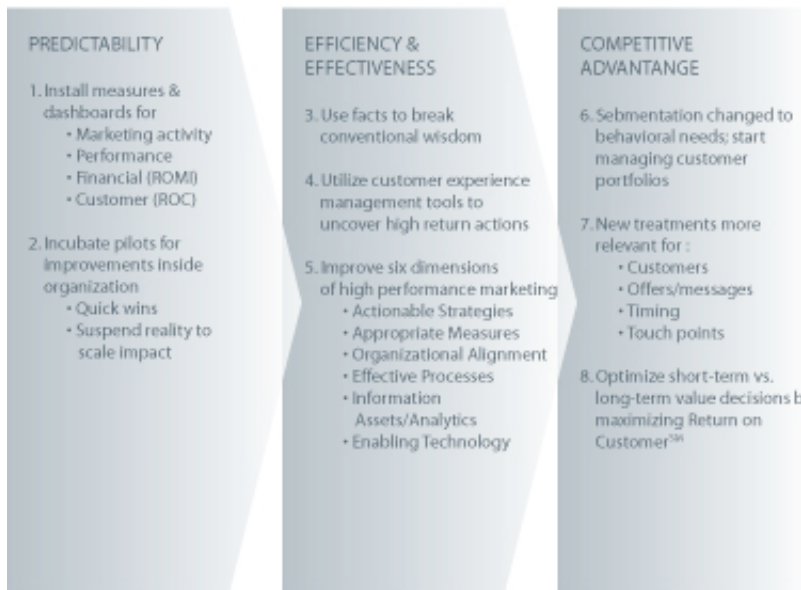 PREDICTABILITY
1. Install measures &
dashboards for
• Marketing activity
• Performance
• Financial (ROMI)
• Customer (ROC)
2. Incubate pilots for
improvements inside
organization
• Quick wins
• Suspend reality to
scale impact
EFFICIENCY &
EFFECTIVENESS
3. Use facts to break
conventional wisdom
4. Utilize customer experience
management tools to
uncover high return actions
5. Improve six dimensions
of high performance marketing
• Actionable Strategies
• Appropriate Measures
• Organizational Alignment
• Effective Processes
• Information
Assets/Analytics
• Enabling Technology
COMPETITIVE
ADVANTANGE
6. Sebmentation changed to
behavioral needs; start
managing customer
portfolios
7. New treatments more
relevant for :
• Customers
• Offers/messages
• Timing
• Touch points
8. Optimize short-term vs.
long-term value decisions b
maximizing Return on
Customer℠